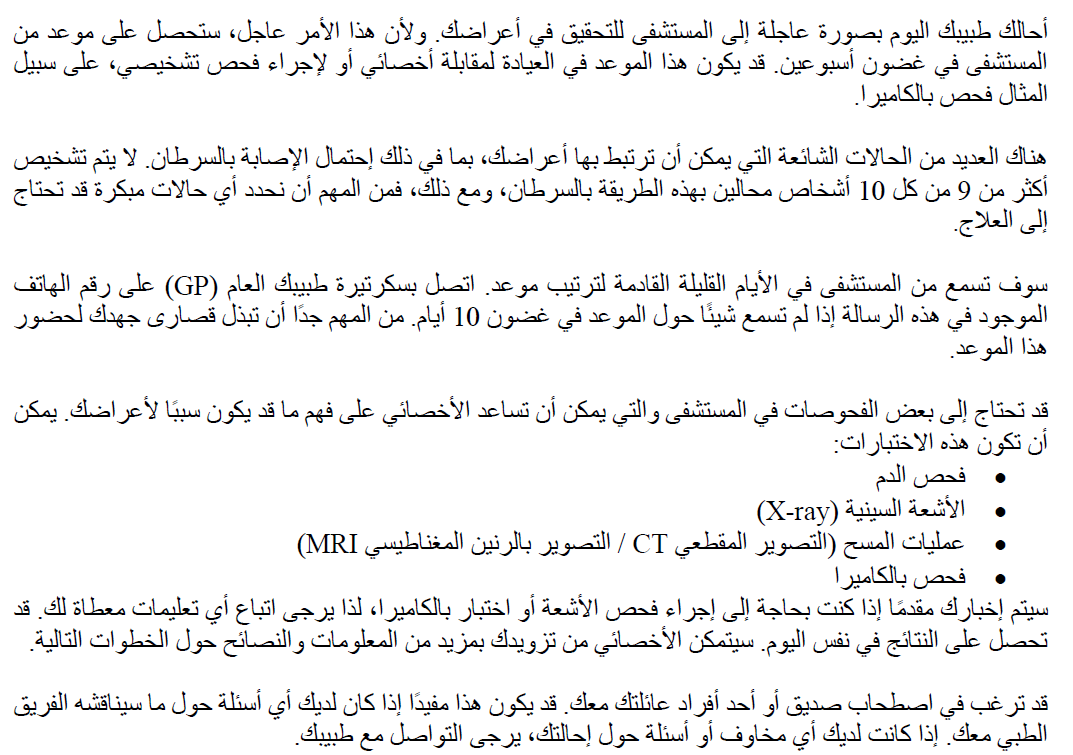 أحالك طبيبك اليوم بصورة عاجلة إلى المستشفى للتحقيق في أعراضك. ولأن هذا الأمر عاجل، ستحصل على موعد من
المستشفى في غضون أسبوعين. قد يكون هذا الموعد في العيادة لمقابلة أخصائي أو لإجراء فحص تشخيصي، على سبيل
المثال فحص بالكاميرا.
هناك العديد من الحالات الشائعة التي يمكن أن ترتبط بها أعراضك، بما في ذلك إحتمال الإصابة بالسرطان. لا يتم تشخيص
أكثر من 9 من كل 10 أشخاص محالين بهذه الطريقة بالسرطان، ومع ذلك، فمن المهم أن نحدد أي حالات مبكرة قد تحتاج
إلى العلاج.
سوف تسمع من المستشفى في الأيام القليلة القادمة لترتيب موعد. اتصل بسكرتيرة طبيبك العام (GP) على رقم الهاتف
الموجود في هذه الرسالة إذا لم تسمع شيئًا حول الموعد في غضون 10 أيام. من المهم جدًا أن تبذل قصارى جهدك لحضور
هذا الموعد.
قد تحتاج إلى بعض الفحوصات في المستشفى والتي يمكن أن تساعد الأخصائي على فهم ما قد يكون سببًا لأعراضك. يمكن
أن تكون هذه الاختبارات:
• فحص الدم
• الأشعة السينية (X-ray)
• عمليات المسح (التصوير المقطعي CT / التصوير بالرنين المغناطيسي MRI)
• فحص بالكاميرا
سيتم إخبارك مقدمًا إذا كنت بحاجة إلى إجراء فحص الأشعة أو اختبار بالكاميرا، لذا يرجى اتباع أي تعليمات معطاة لك. قد
تحصل على النتائج في نفس اليوم. سيتمكن الأخصائي من تزويدك بمزيد من المعلومات والنصائح حول الخطوات التالية.
قد ترغب في اصطحاب صديق أو أحد أفراد عائلتك معك. قد يكون هذا مفيدًا إذا كان لديك أي أسئلة حول ما سيناقشه الفريق
الطبي معك. إذا كانت لديك أي مخاوف أو أسئلة حول إحالتك، يرجى التواصل مع طبيبك.